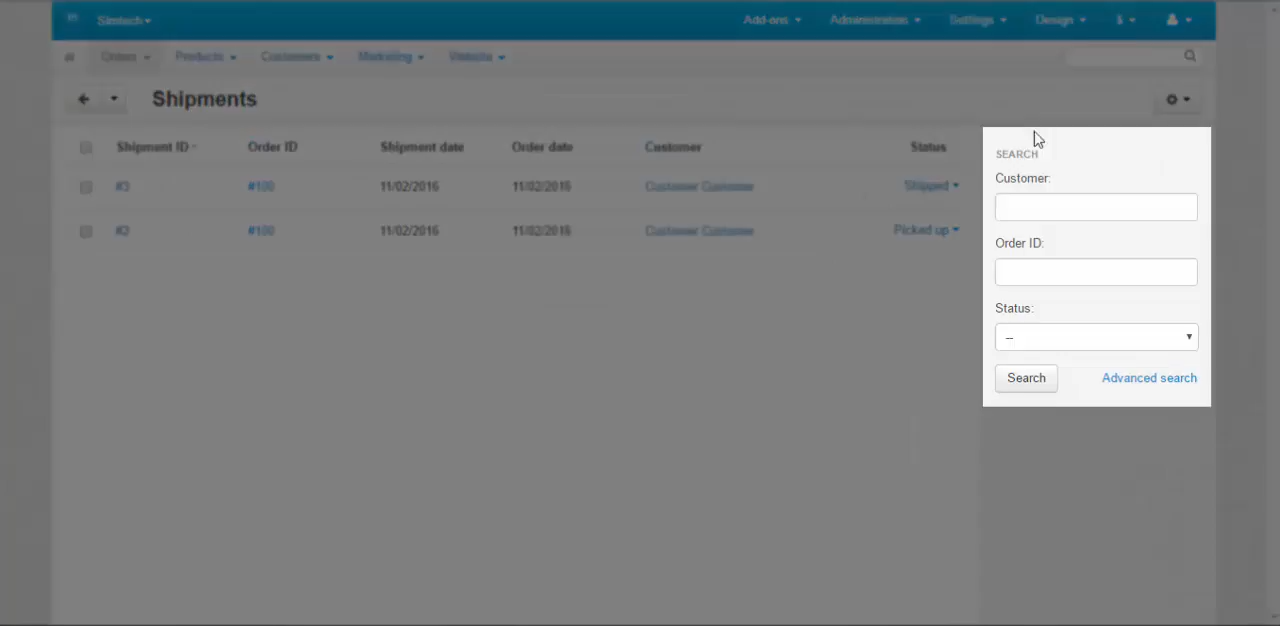 Simtech
Add-ons Administration Settings Design $
Orders Products Customers Marketing Website
Shipments
Shipment ID Order ID Shipment date Order date Customer Status
#3 #100 11/02/2016 11/02/2016 Customer Customer Shipped
#2 #100 11/02/2016 11/02/2016 Customer Customer Picked up
SEARCH
Customer:
Order ID:
Status:
--
Search Advanced search